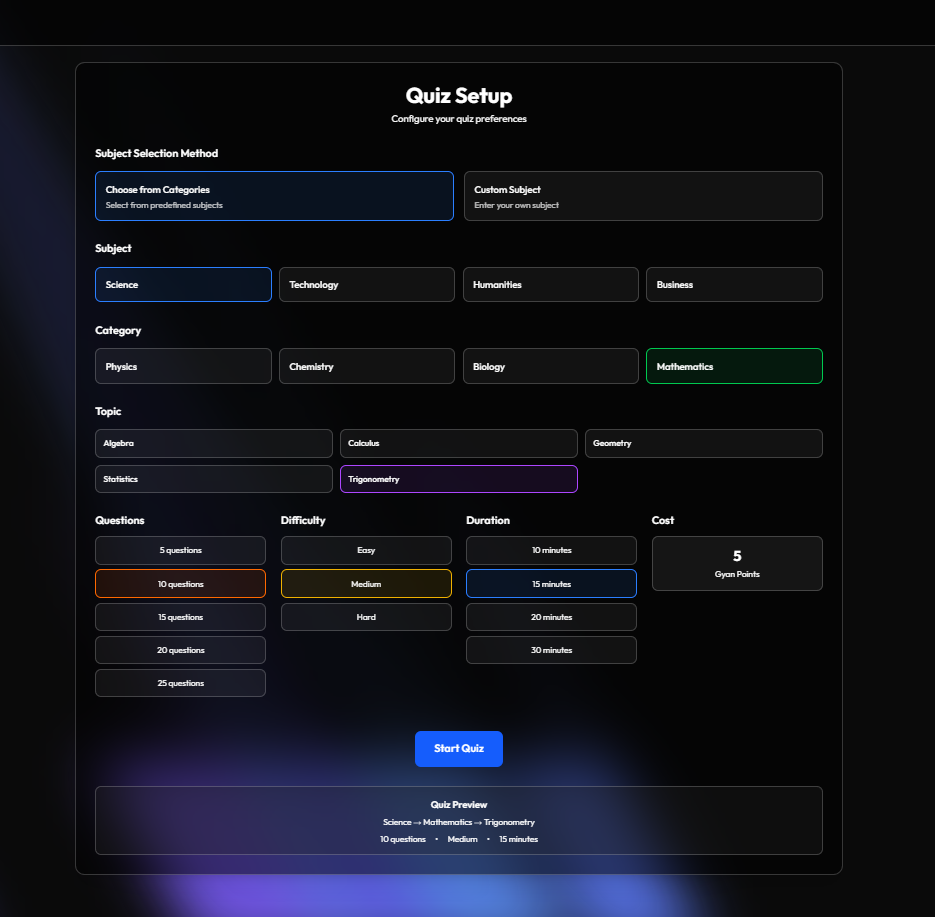 Quiz Setup
Configure your quiz preferences
Subject Selection Method
Choose from Categories
Select from predefined subjects
Custom Subject
Enter your own subject
Subject
Science
Technology
Humanities
Business
Category
Physics
Chemistry
Biology
Mathematics
Topic
Algebra
Calculus
Geometry
Statistics
Trigonometry
Questions
5 questions
10 questions
15 questions
20 questions
25 questions
Difficulty
Easy
Medium
Hard
Duration
10 minutes
15 minutes
20 minutes
30 minutes
Cost
5
Gyan Points
Start Quiz
Quiz Preview
Science → Mathematics → Trigonometry
10 questions • Medium • 15 minutes